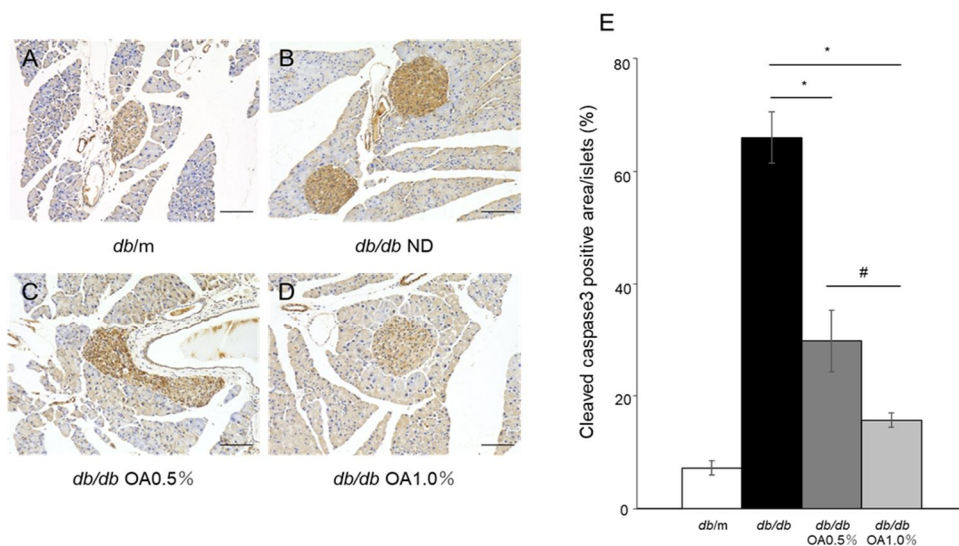 A
B
db/m
db/db ND
C
D
db/db OA0.5%
db/db OA1.0%
E
Cleaved caspase3 positive area/islets (%)
80
60
40
20
0
*
*
#
db/m
db/db
db/db
OA0.5%
db/db
OA1.0%